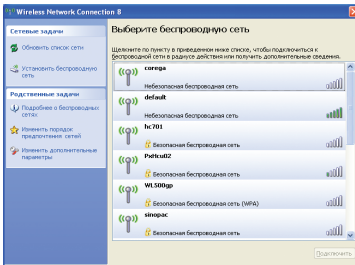 Wireless Network Connection 8
Сетевые задачи
Обновить список сети
Установить беспроводную
сеть
Родственные задачи
Подробнее о беспроводных
сетях
Изменить порядок
предпочтения сетей
Изменить дополнительные
параметры
Выберите беспроводную сеть
Щелкните по пункту в приведенном ниже списке, чтобы подключиться к
беспроводной сети в радиусе действия или получить дополнительные сведения.
corega
Небезопасная беспроводная сеть
default
Небезопасная беспроводная сеть
hc701
Безопасная беспроводная сеть
PxHcu02
Безопасная беспроводная сеть
WL500gp
Безопасная беспроводная сеть (WPA)
sinopac
Безопасная беспроводная сеть
Подключить